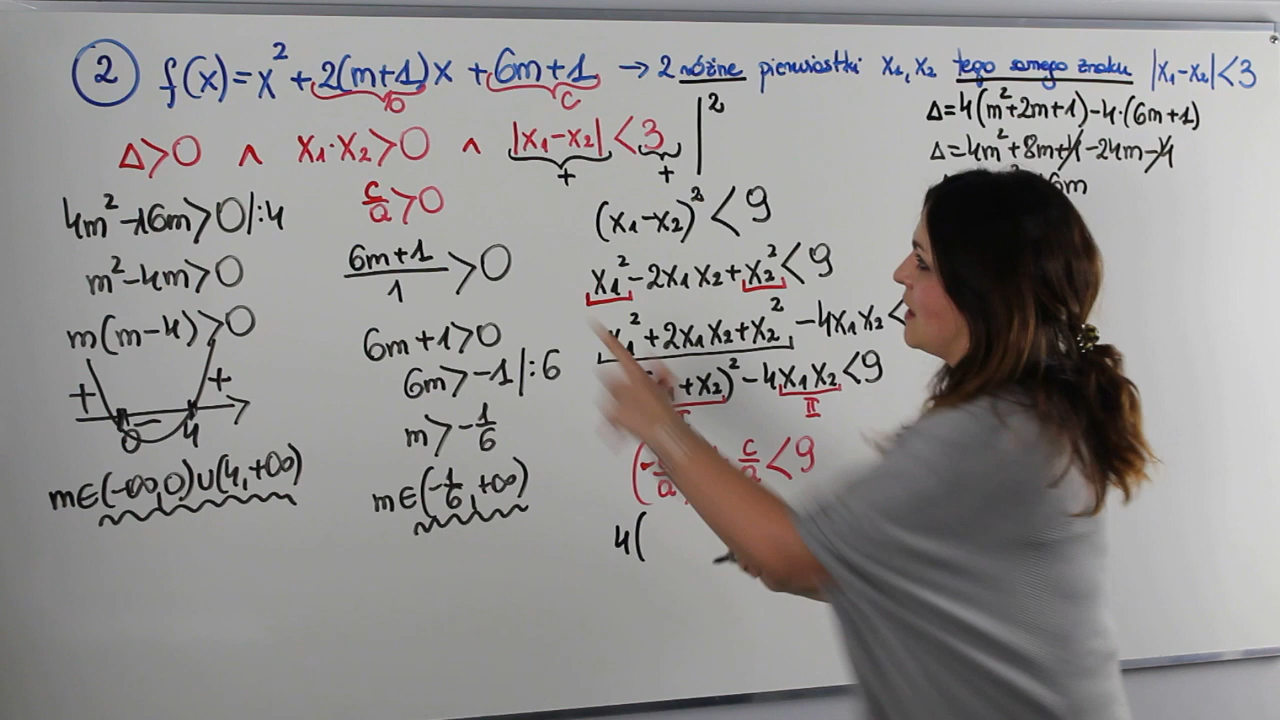 ② f(x)=x²+2(m+1)x+6m+1 → 2 różne pierwiastki x₁,x₂ tego samego znaku |x₁-x₂|<3
b c
Δ>0 ∧ x₁·x₂>0 ∧ |x₁-x₂|<3 |²
+ +
4m²-16m>0|:4
m²-4m>0
m(m-4)>0
+ +
0 4
m∈(-∞,0)∪(4,+∞)
c/a>0
6m+1/1>0
6m+1>0
6m>-1|:6
m>-1/6
m∈(-1/6,+∞)
(x₁-x₂)²<9
x₁²-2x₁x₂+x₂²<9
x₁²+2x₁x₂+x₂²-4x₁x₂<
+x₂)²-4x₁x₂<9
II
(-
a c/a<9
4(
Δ=4(m²+2m+1)-4·(6m+1)
Δ=4m²+8m+4-24m-4
6m